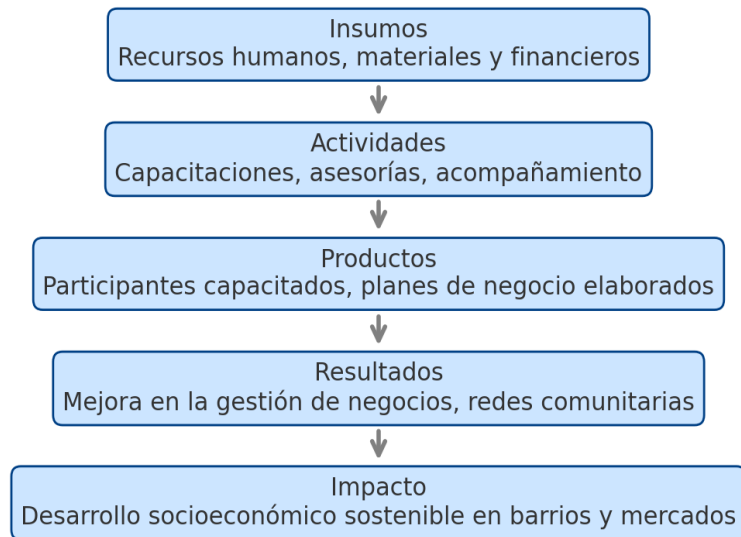 Insumos
Recursos humanos, materiales y financieros
Actividades
Capacitaciones, asesorías, acompañamiento
Productos
Participantes capacitados, planes de negocio elaborados
Resultados
Mejora en la gestión de negocios, redes comunitarias
Impacto
Desarrollo socioeconómico sostenible en barrios y mercados